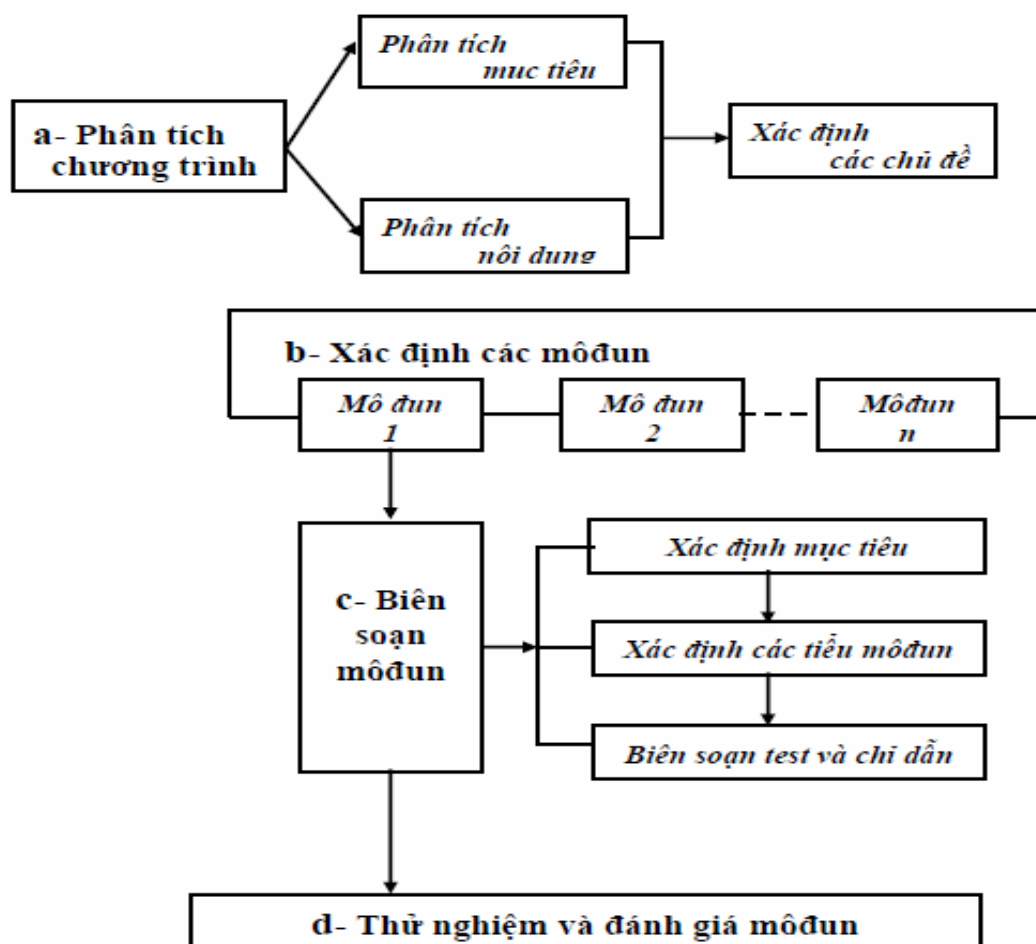 Phân tích
mục tiêu
a- Phân tích
chương trình
Xác định
các chủ đề
Phân tích
nội dung
b- Xác định các môđun
Mô đun
1
Mô đun
2
Môđun
n
c- Biên
soạn
môđun
Xác định mục tiêu
Xác định các tiễu môđun
Biên soạn test và chỉ dẫn
d- Thử nghiệm và đánh giá môđun